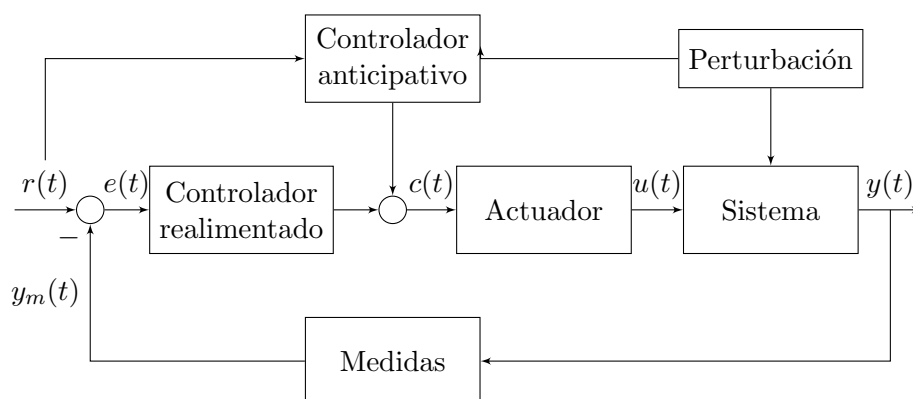 Controlador
anticipativo
Perturbación
r(t)
e(t)
Controlador
realimentado
c(t)
Actuador
u(t)
Sistema
y(t)
−
y_m(t)
Medidas